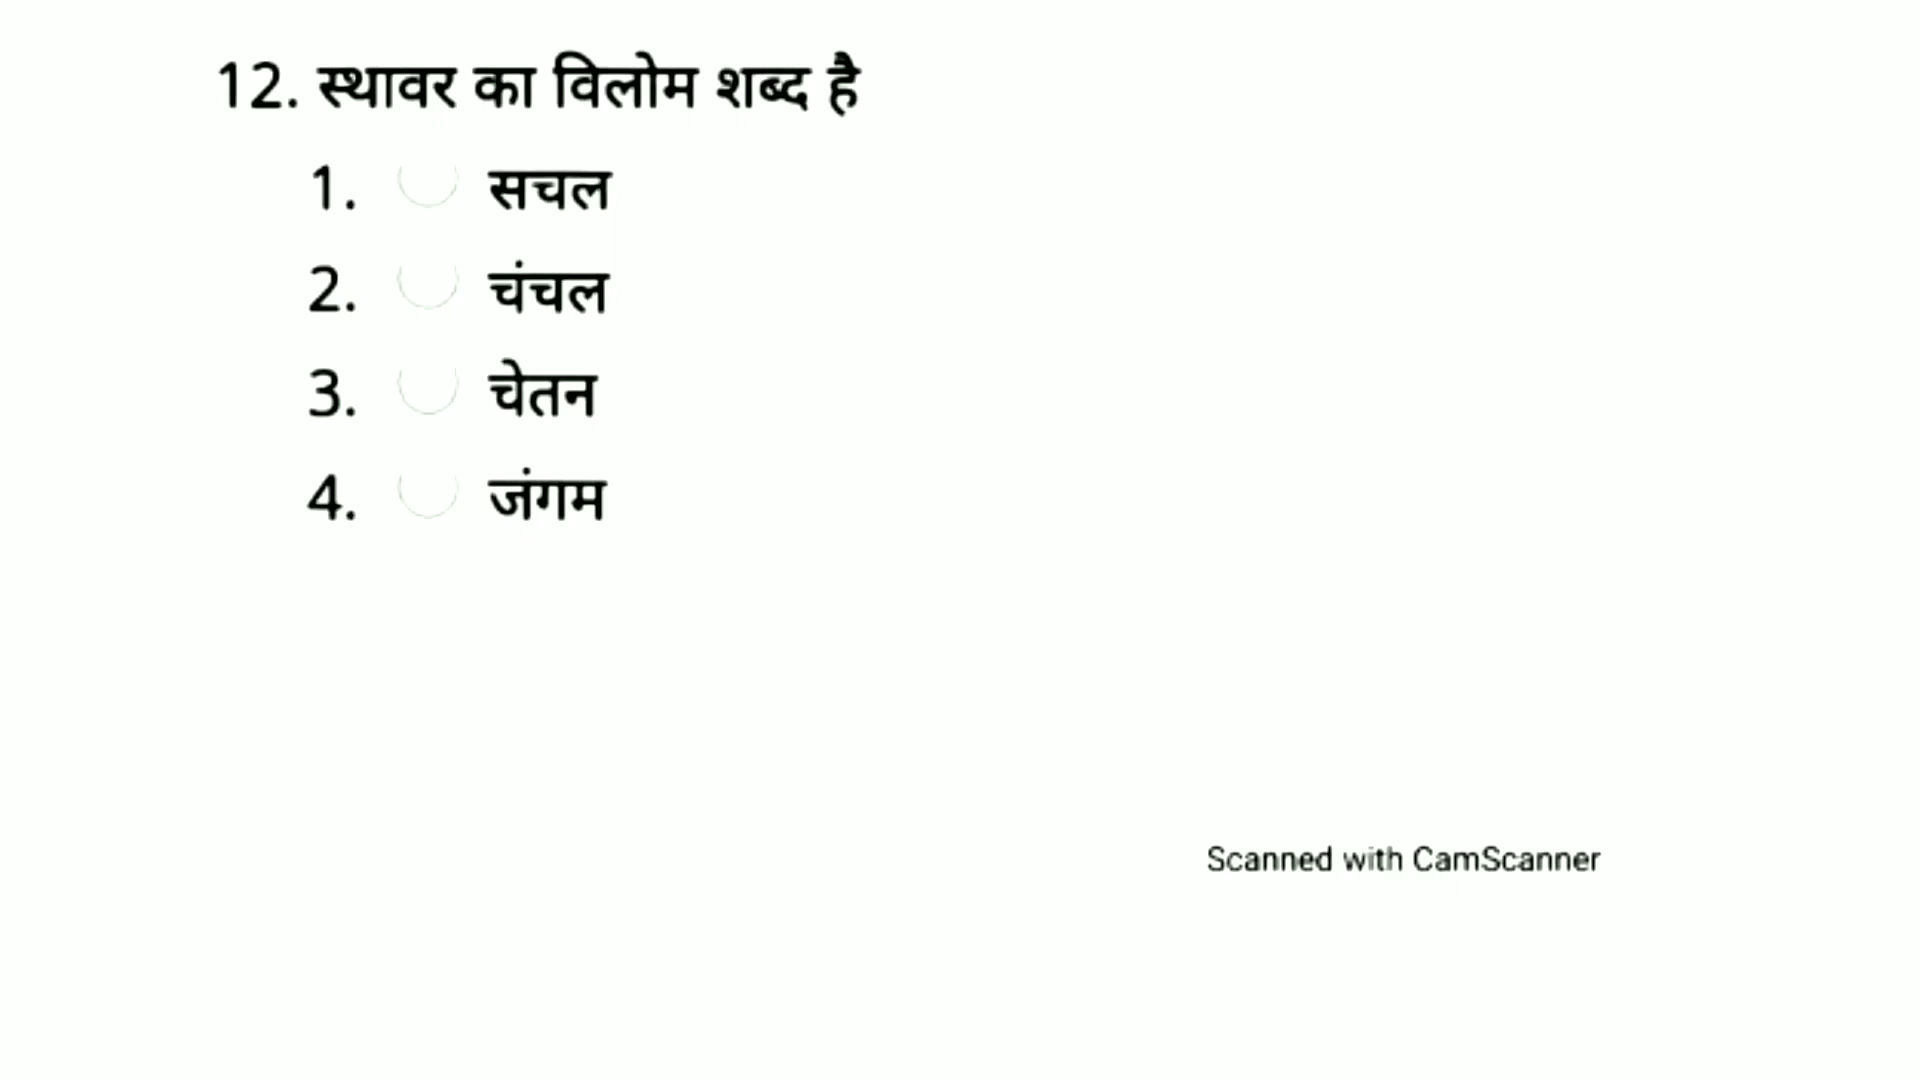 12. स्थावर का विलोम शब्द है
1. सचल
2. चंचल
3. चेतन
4. जंगम
Scanned with CamScanner